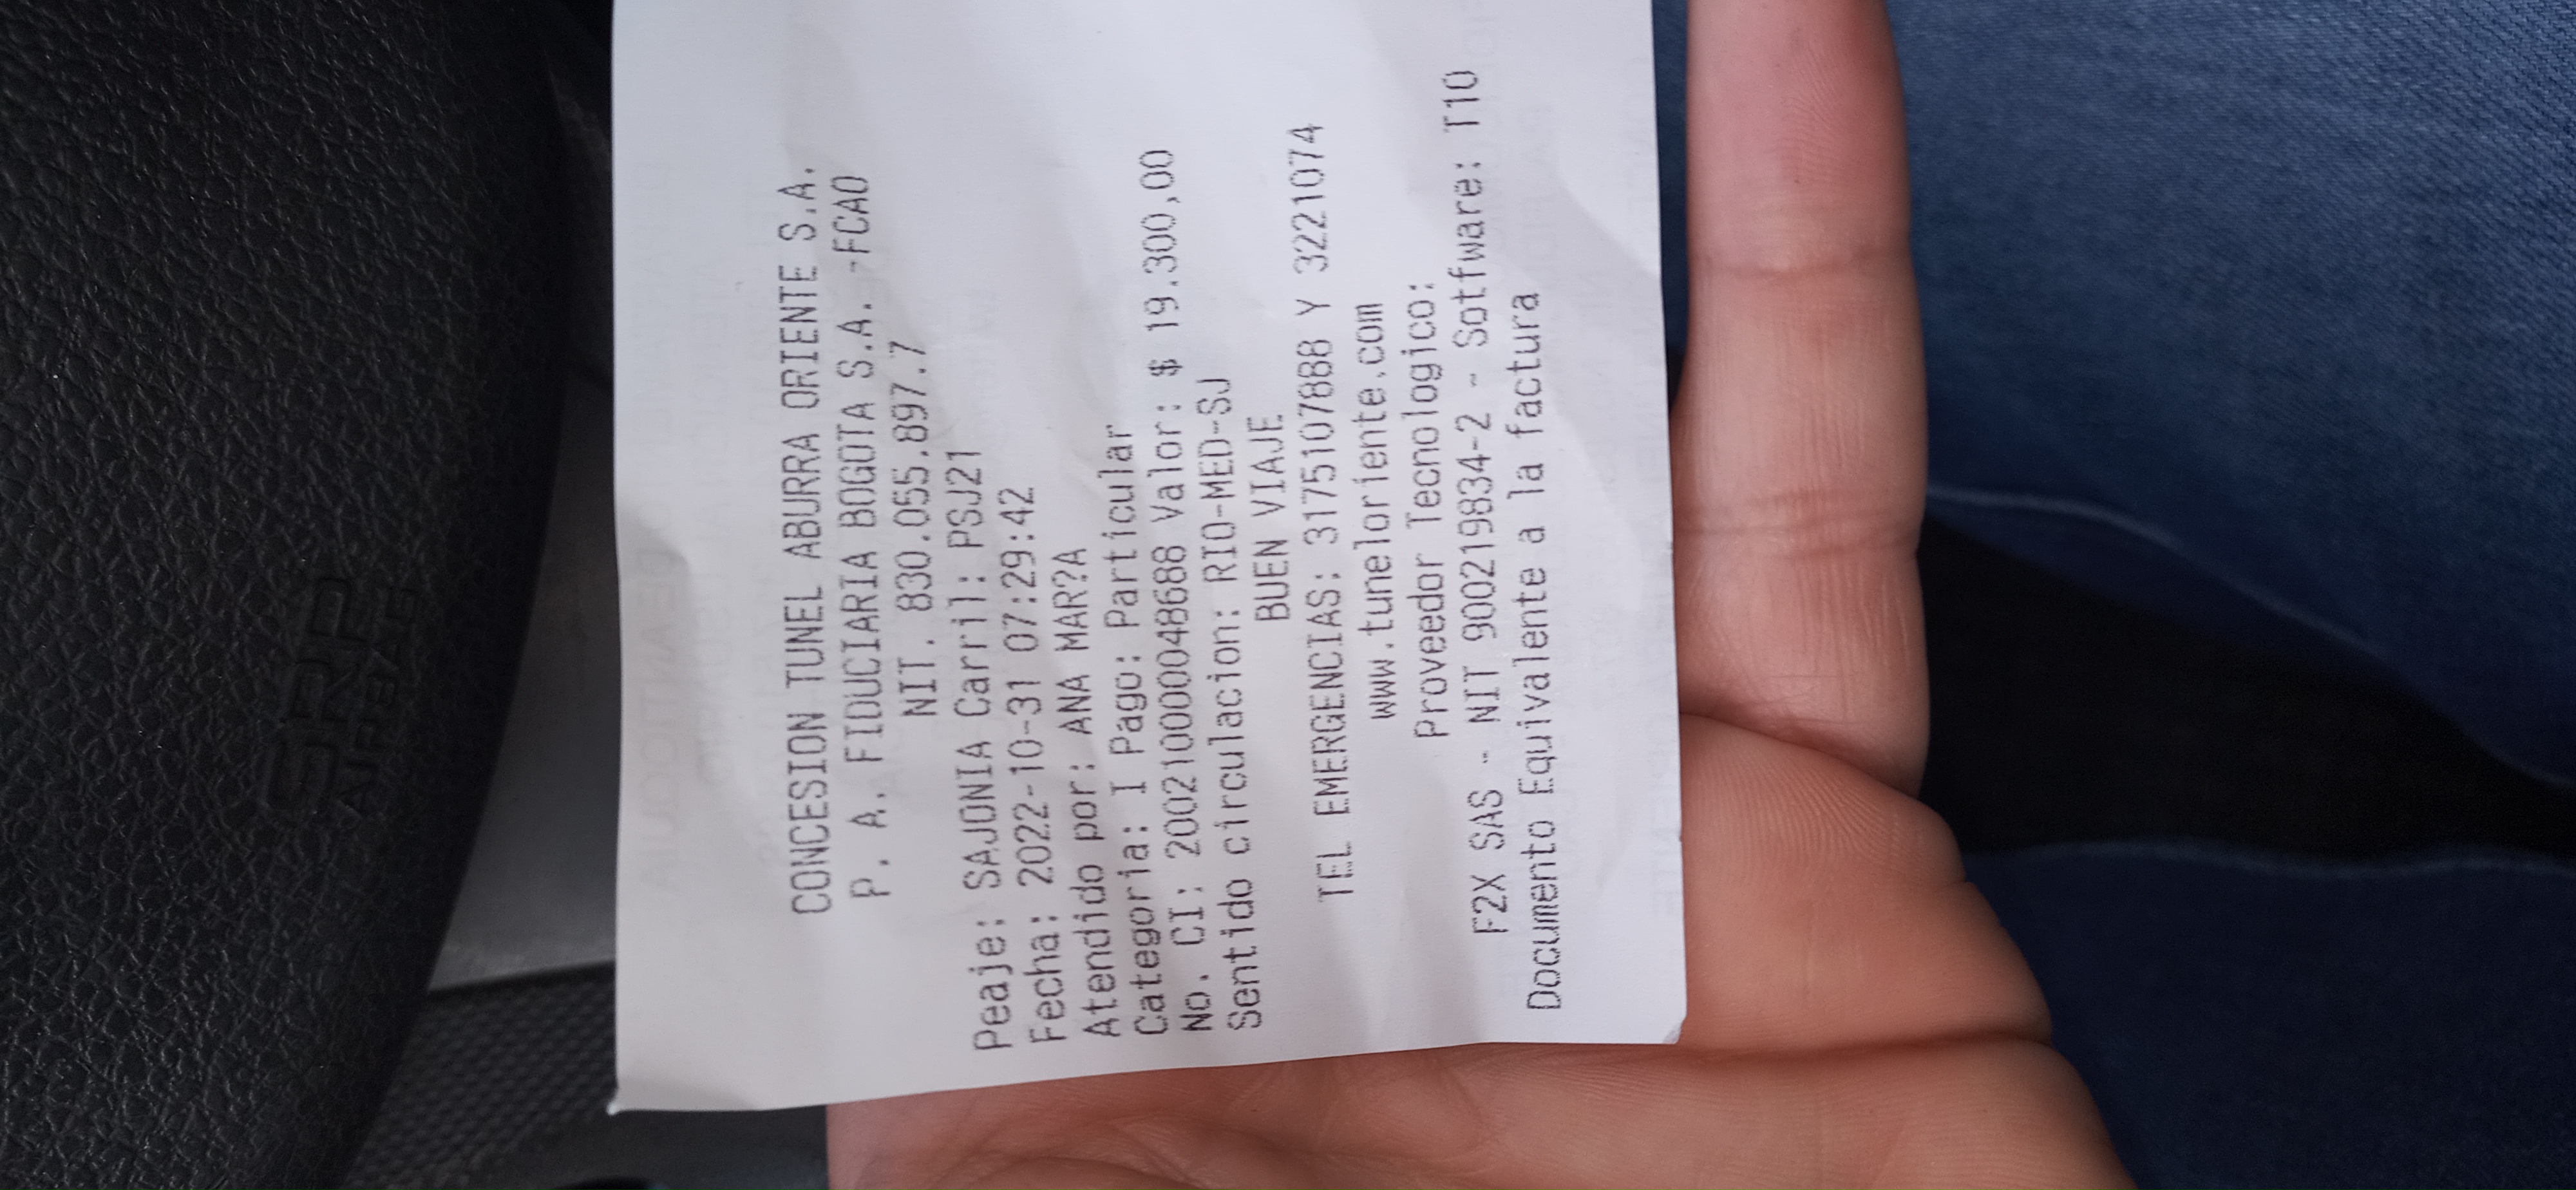 CONCESION TUNEL ABURRA ORIENTE S.A.
P. A. FIDUCIARIA BOGOTA S.A. -FCAO
NIT. 830.055.897.7
Peaje: SAJONIA Carril: PSJ21
Fecha: 2022-10-31 07:29:42
Atendido por: ANA MAR?A
Categoria: I Pago: Particular
No. CI: 200210000048688 Valor: $ 19.300,00
Sentido circulacion: RIO-MED-SJ
BUEN VIAJE
TEL EMERGENCIAS: 3175107888 Y 3221074
www.tuneloriente.com
Proveedor Tecnologico:
F2X SAS - NIT 900219834-2 - Sotfware: T10
Documento Equivalente a la factura
SRP
AIRBAG